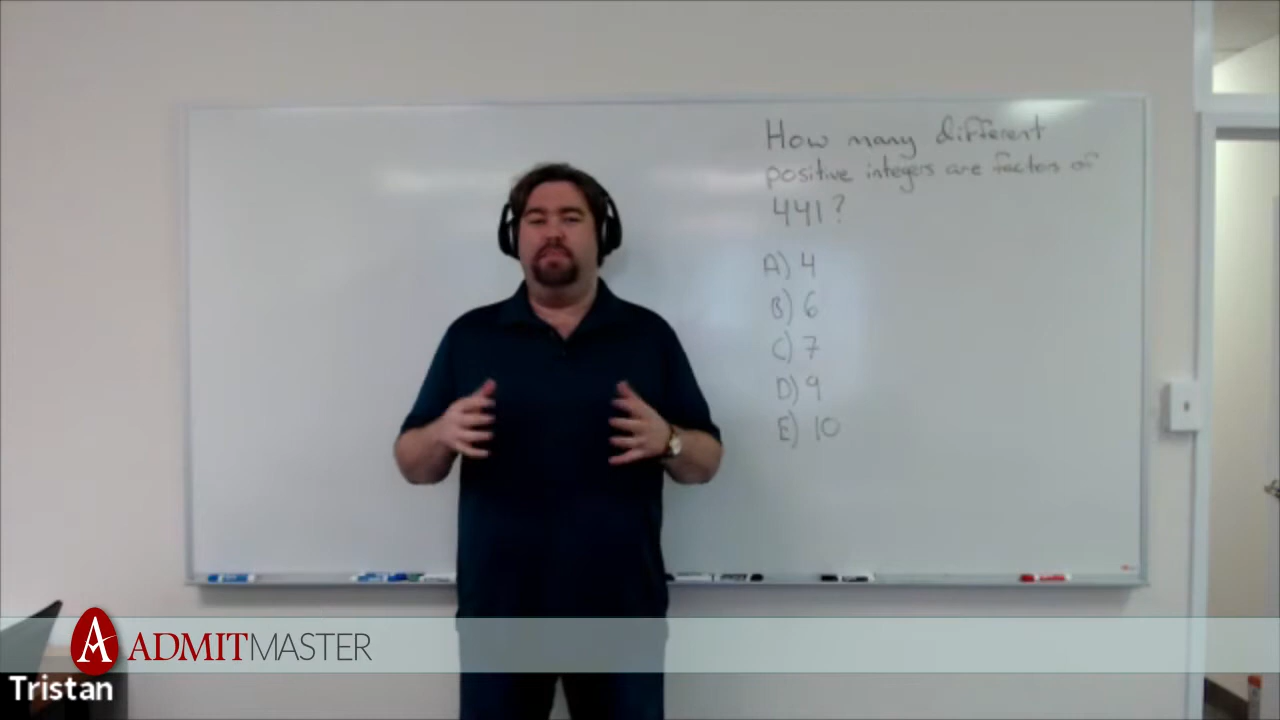 How many different
positive integers are factors of
441?
A) 4
B) 6
C) 7
D) 9
E) 10
ADMITMASTER
Tristan